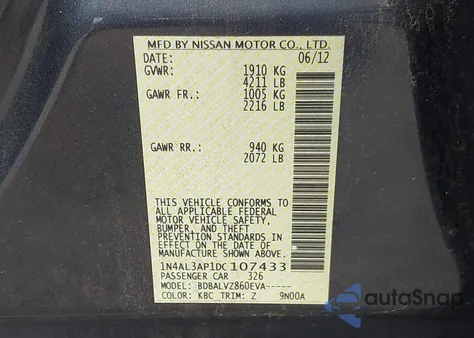 MFD BY NISSAN MOTOR CO., LTD.
DATE: 06/12
GVWR: 1910 KG
4211 LB
GAWR FR.: 1005 KG
2216 LB
GAWR RR.: 940 KG
2072 LB
THIS VEHICLE CONFORMS TO
ALL APPLICABLE FEDERAL
MOTOR VEHICLE SAFETY,
BUMPER, AND THEFT
PREVENTION STANDARDS IN
EFFECT ON THE DATE OF
MANUFACTURE SHOWN ABOVE.
1N4AL3AP1DC107433
PASSENGER CAR 326
MODEL: BDBALVZ860EVA-----
COLOR: KBC TRIM: Z 9N00A
autoSnap